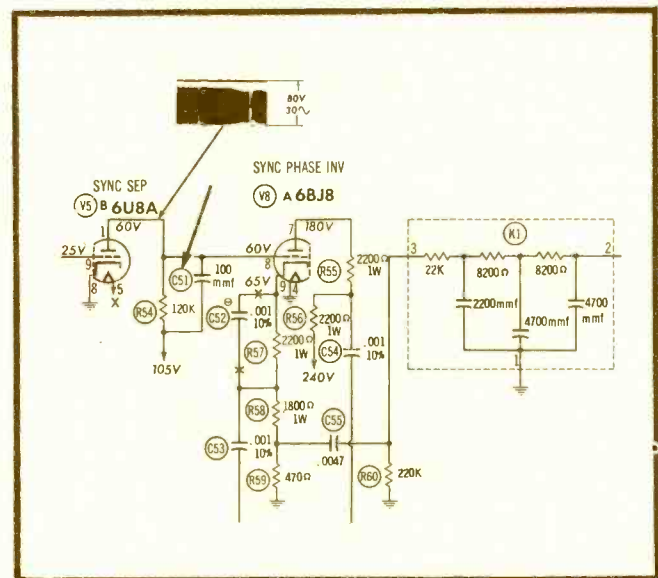 80V
30∿
SYNC PHASE INV
V8 A 6BJ8
SYNC SEP
V5 B 6U8A
1 60V
7 180V
K1
25V
9
8
5
X
60V
8
9
4
C51
100
mmf
R54
120K
105V
65V
⊖
C52
.001
10%
R55
2200Ω
1W
R56
2200Ω
1W
240V
R57
2200Ω
1W
C54
.001
10%
3
22K
8200Ω
8200Ω
2
2200mmf
4700mmf
4700
mmf
1
R58
1800Ω
1W
C55
.0047
C53
.001
10%
R59
470Ω
R60
220K